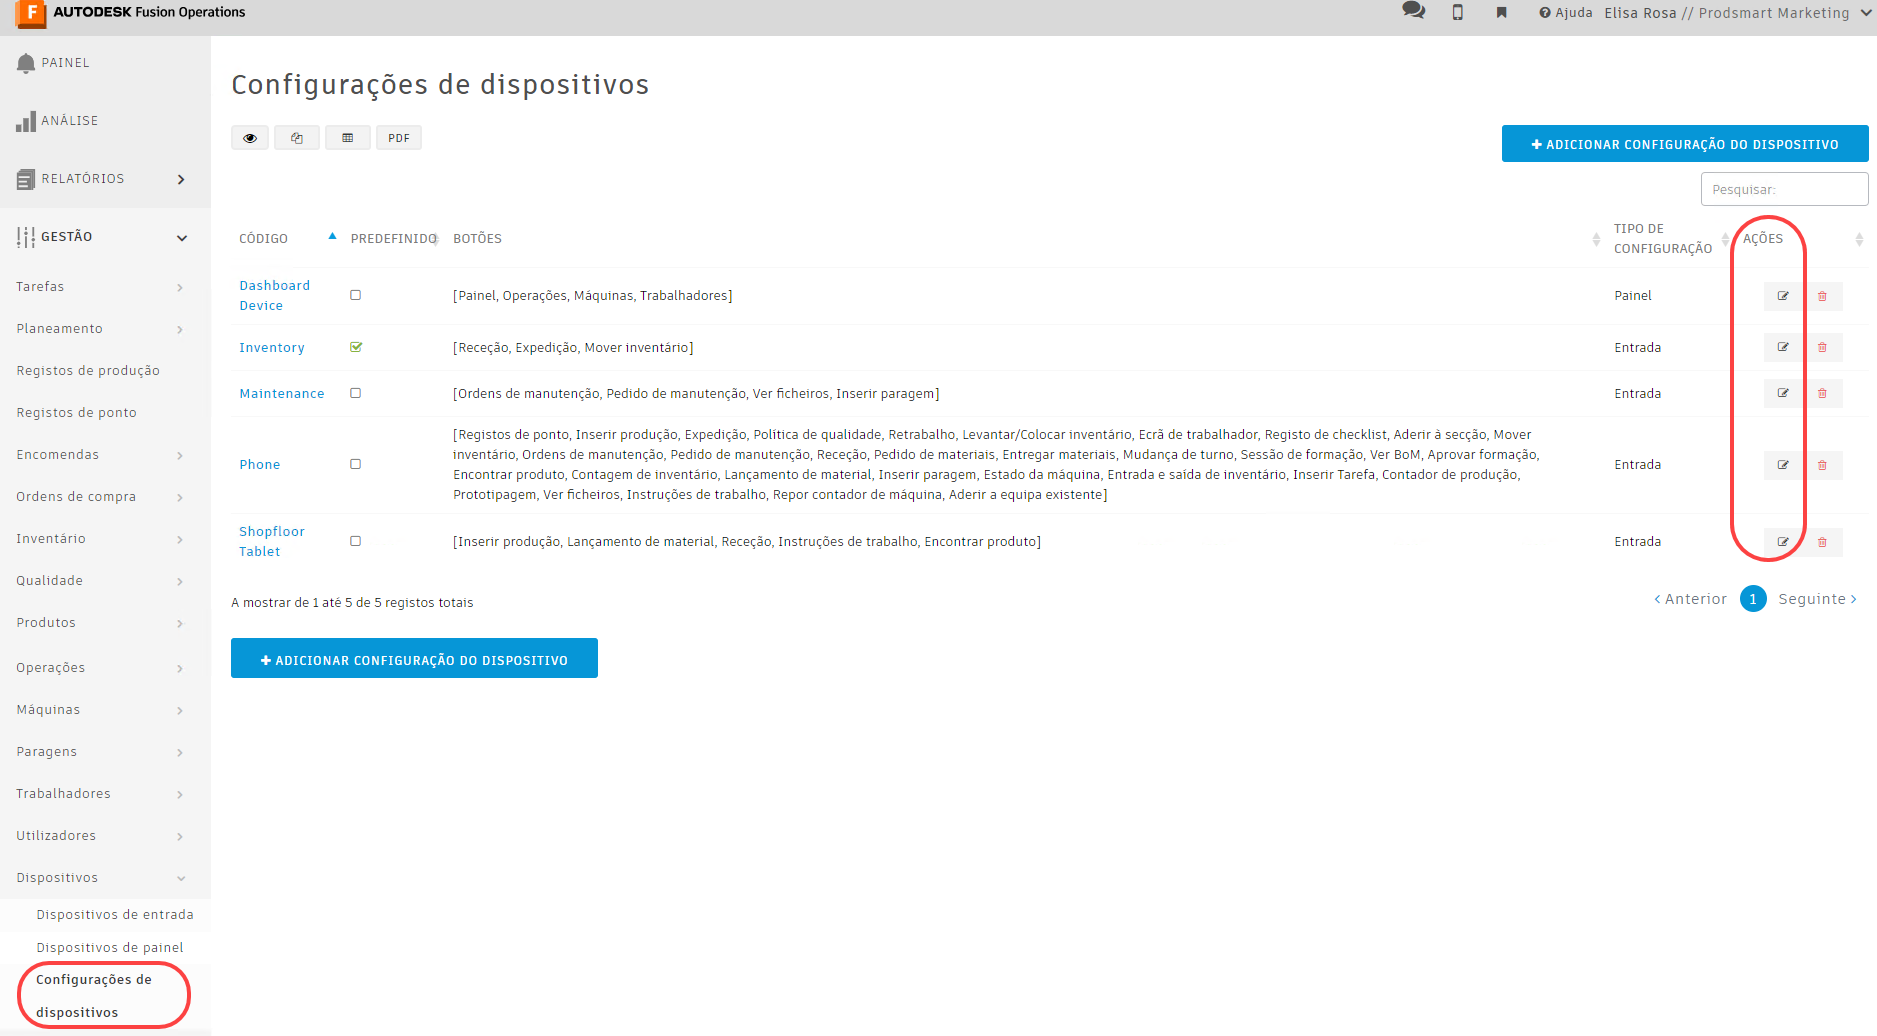 F AUTODESK Fusion Operations
Ajuda Elisa Rosa // Prodsmart Marketing
PAINEL
ANÁLISE
RELATÓRIOS
GESTÃO
Tarefas
Planeamento
Registos de produção
Registos de ponto
Encomendas
Ordens de compra
Inventário
Qualidade
Produtos
Operações
Máquinas
Paragens
Trabalhadores
Utilizadores
Dispositivos
Dispositivos de entrada
Dispositivos de painel
Configurações de
dispositivos
Configurações de dispositivos
PDF
ADICIONAR CONFIGURAÇÃO DO DISPOSITIVO
Pesquisar:
CÓDIGO PREDEFINIDO BOTÕES TIPO DE
CONFIGURAÇÃO AÇÕES
Dashboard
Device [Painel, Operações, Máquinas, Trabalhadores] Painel
Inventory [Receção, Expedição, Mover inventário] Entrada
Maintenance [Ordens de manutenção, Pedido de manutenção, Ver ficheiros, Inserir paragem] Entrada
[Registos de ponto, Inserir produção, Expedição, Política de qualidade, Retrabalho, Levantar/Colocar inventário, Ecrã de trabalhador, Registo de checklist, Aderir à secção, Mover
inventário, Ordens de manutenção, Pedido de manutenção, Receção, Pedido de materiais, Entregar materiais, Mudança de turno, Sessão de formação, Ver BoM, Aprovar formação,
Phone Encontrar produto, Contagem de inventário, Lançamento de material, Inserir paragem, Estado da máquina, Entrada e saída de inventário, Inserir Tarefa, Contador de produção, Entrada
Prototipagem, Ver ficheiros, Instruções de trabalho, Repor contador de máquina, Aderir a equipa existente]
Shopfloor
Tablet [Inserir produção, Lançamento de material, Receção, Instruções de trabalho, Encontrar produto] Entrada
A mostrar de 1 até 5 de 5 registos totais
Anterior 1 Seguinte
ADICIONAR CONFIGURAÇÃO DO DISPOSITIVO